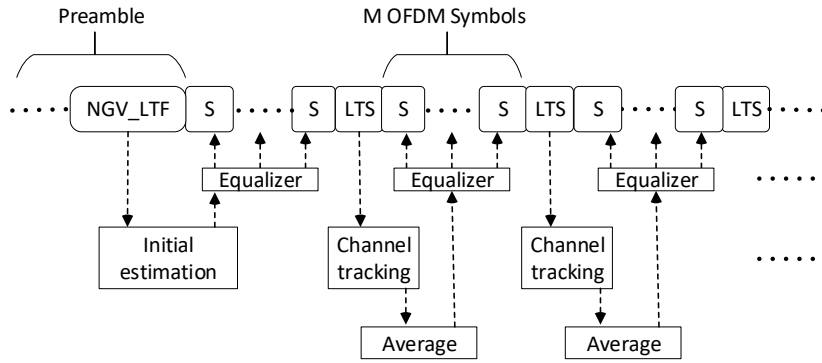 Preamble
M OFDM Symbols
NGV_LTF S S LTS S S LTS S S LTS
Equalizer Equalizer Equalizer
Initial
estimation
Channel
tracking
Channel
tracking
Average Average